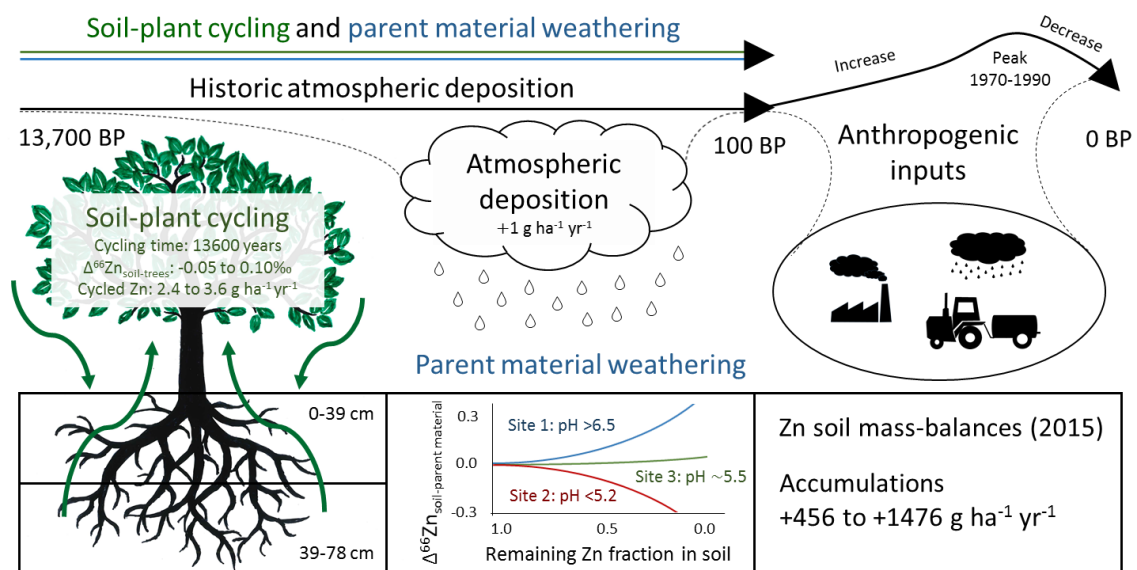 Soil-plant cycling and parent material weathering
Historic atmospheric deposition
Increase
Peak
1970-1990
Decrease
13,700 BP
100 BP
0 BP
Anthropogenic
inputs
Atmospheric
deposition
+1 g ha⁻¹ yr⁻¹
Soil-plant cycling
Cycling time: 13600 years
Δ⁶⁶Zn soil-trees: -0.05 to 0.10‰
Cycled Zn: 2.4 to 3.6 g ha⁻¹ yr⁻¹
Parent material weathering
0-39 cm
39-78 cm
Δ⁶⁶Zn soil-parent material
0.3
0.0
-0.3
Site 1: pH >6.5
Site 3: pH ~5.5
Site 2: pH <5.2
1.0
0.5
0.0
Remaining Zn fraction in soil
Zn soil mass-balances (2015)
Accumulations
+456 to +1476 g ha⁻¹ yr⁻¹